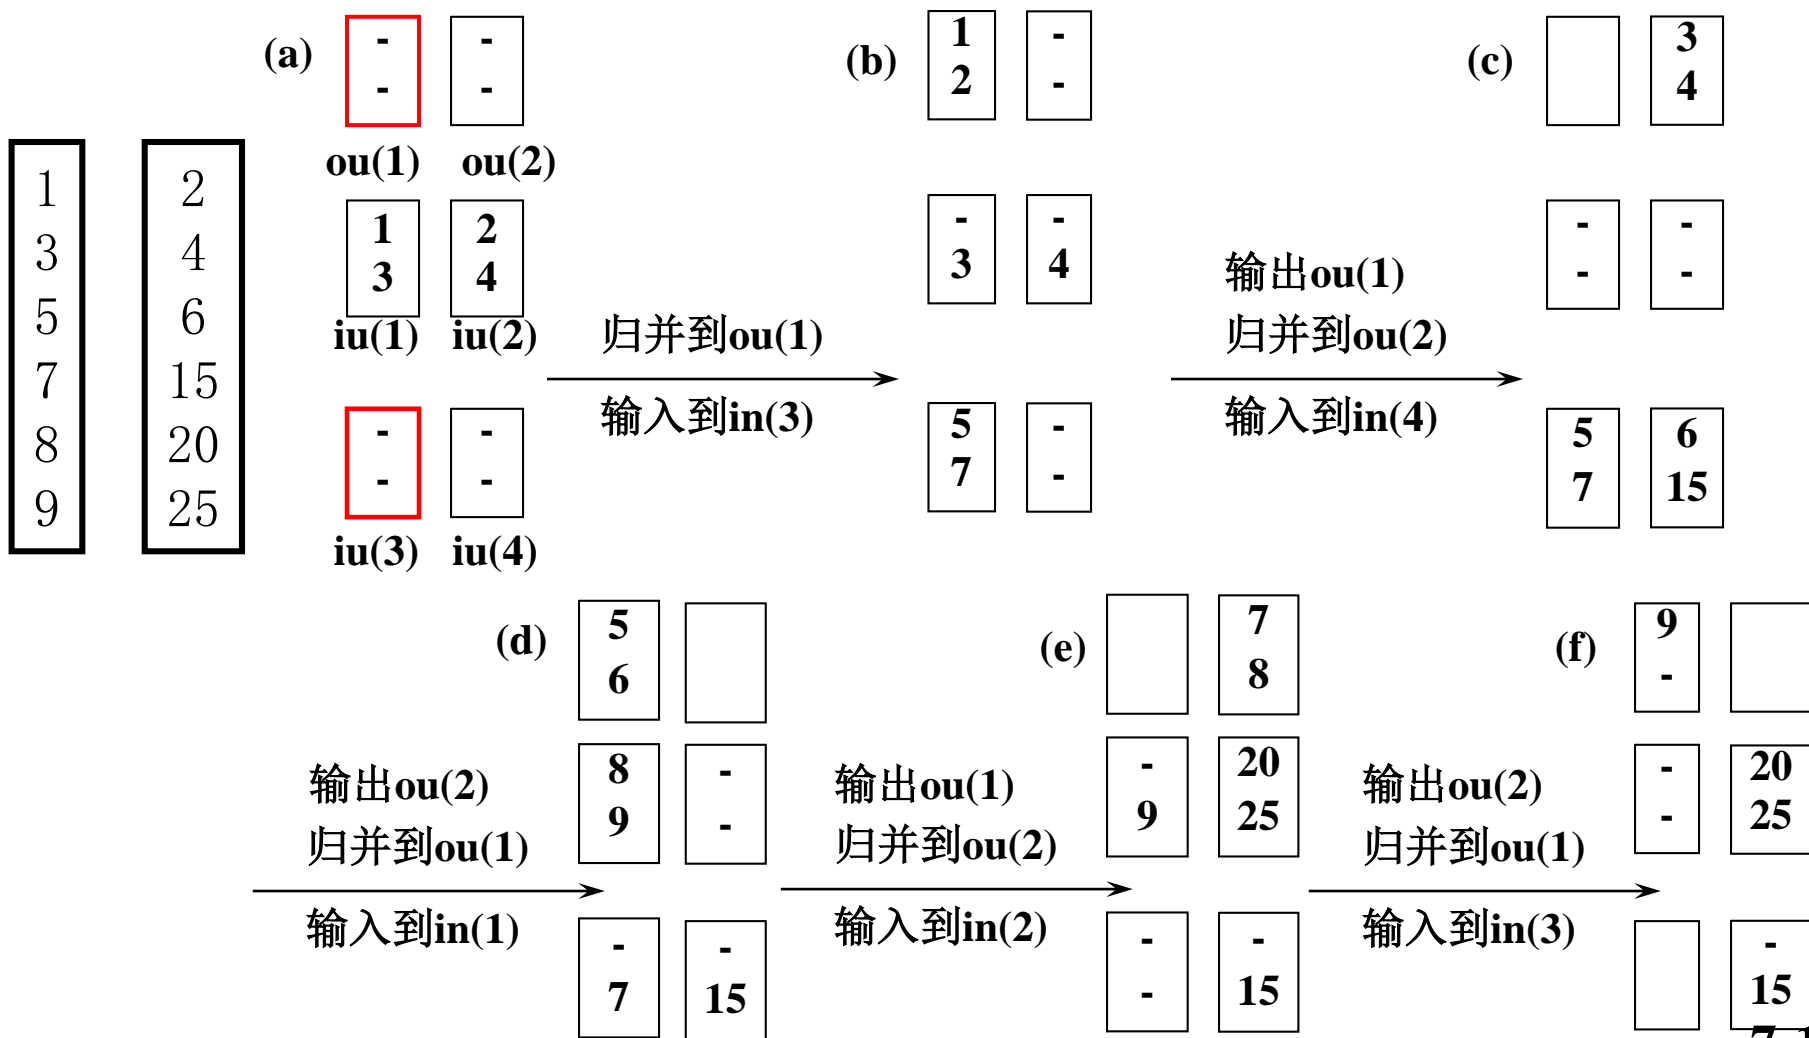 1
3
5
7
8
9
2
4
6
15
20
25
(a)
- -
- -
ou(1) ou(2)
1 2
3 4
iu(1) iu(2)
- -
- -
iu(3) iu(4)
归并到ou(1)
输入到in(3)
(b)
1 -
2 -
- -
3 4
5 -
7 -
输出ou(1)
归并到ou(2)
输入到in(4)
(c)
3
4
- -
- -
5 6
7 15
输出ou(2)
归并到ou(1)
输入到in(1)
(d)
5
6
8 -
9 -
- -
7 15
输出ou(1)
归并到ou(2)
输入到in(2)
(e)
7
8
- 20
9 25
- -
- 15
输出ou(2)
归并到ou(1)
输入到in(3)
(f)
9
-
- 20
- 25
-
15